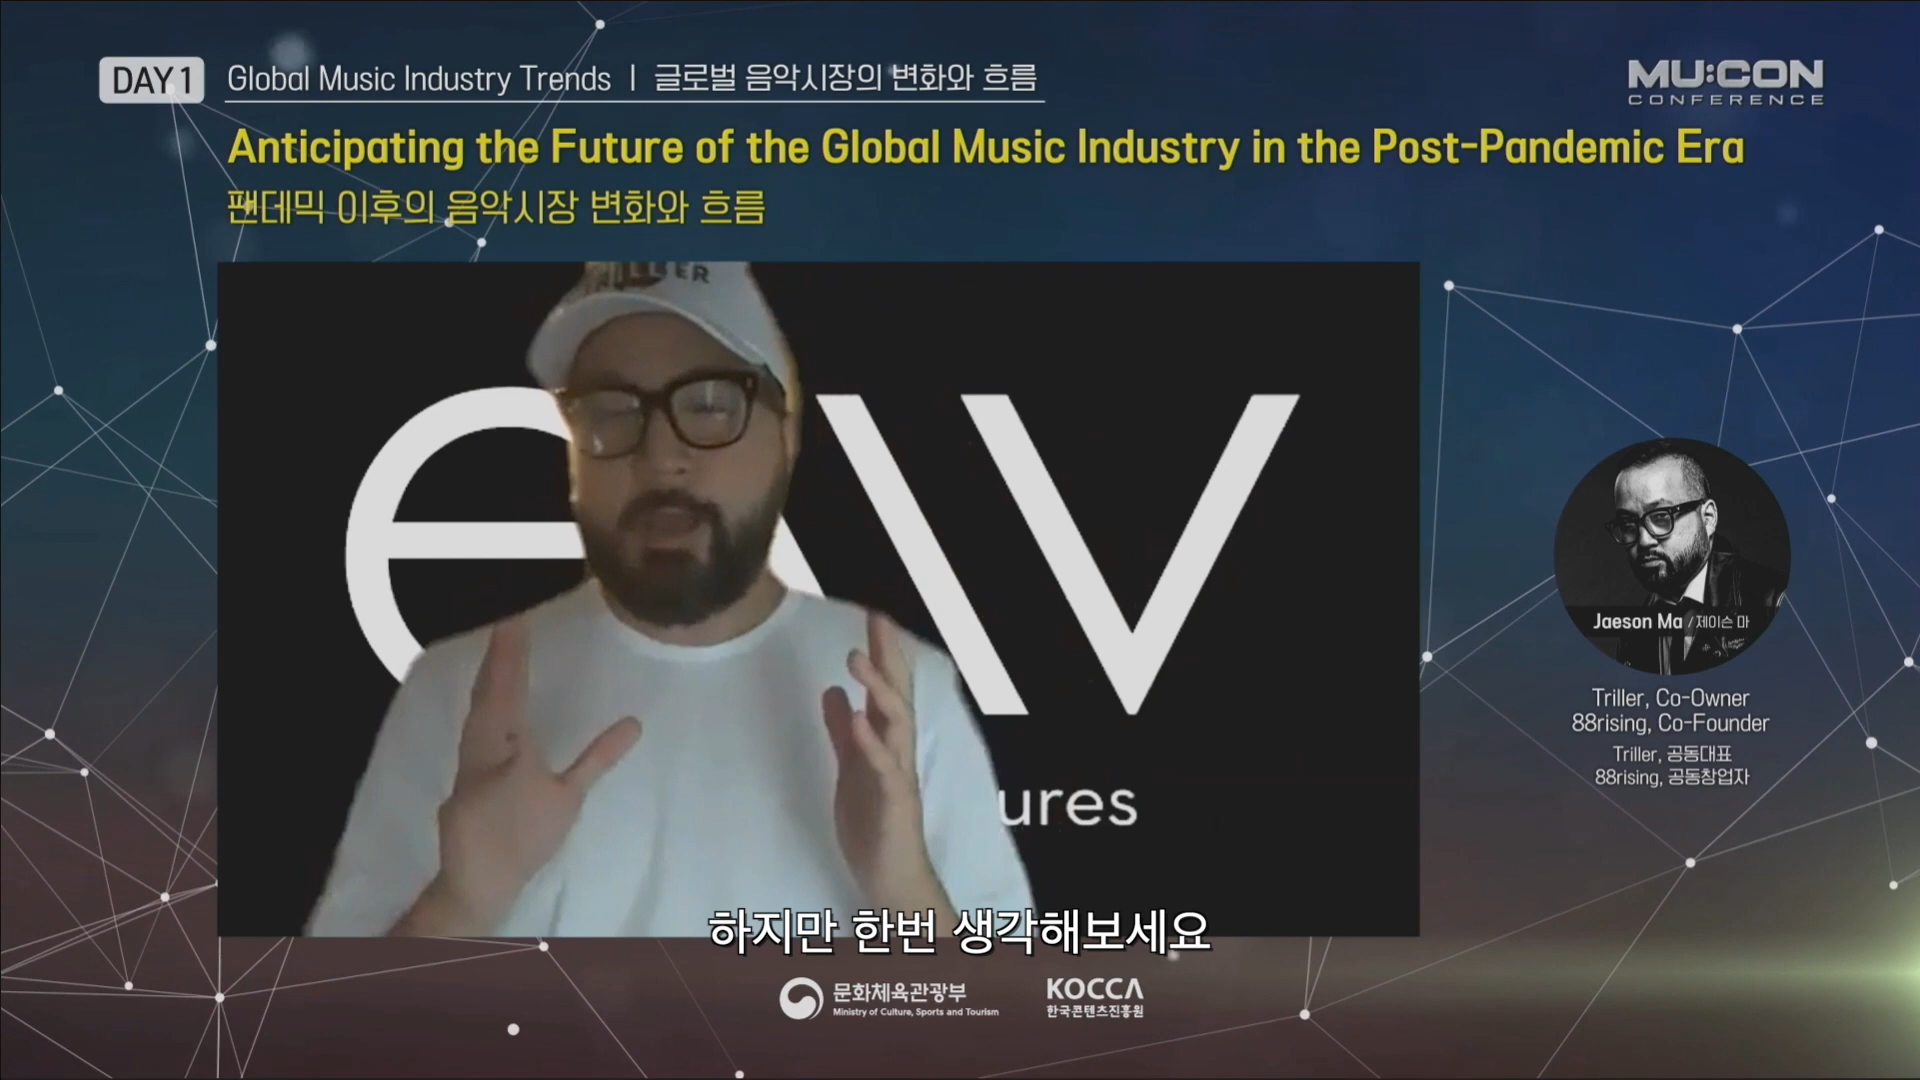 DAY 1
Global Music Industry Trends | 글로벌 음악시장의 변화와 흐름
MU:CON
CONFERENCE
Anticipating the Future of the Global Music Industry in the Post-Pandemic Era
팬데믹 이후의 음악시장 변화와 흐름
ures
Jaeson Ma / 제이슨 마
Triller, Co-Owner
88rising, Co-Founder
Triller, 공동대표
88rising, 공동창업자
하지만 한번 생각해보세요
문화체육관광부
Ministry of Culture, Sports and Tourism
KOCCA
한국콘텐츠진흥원